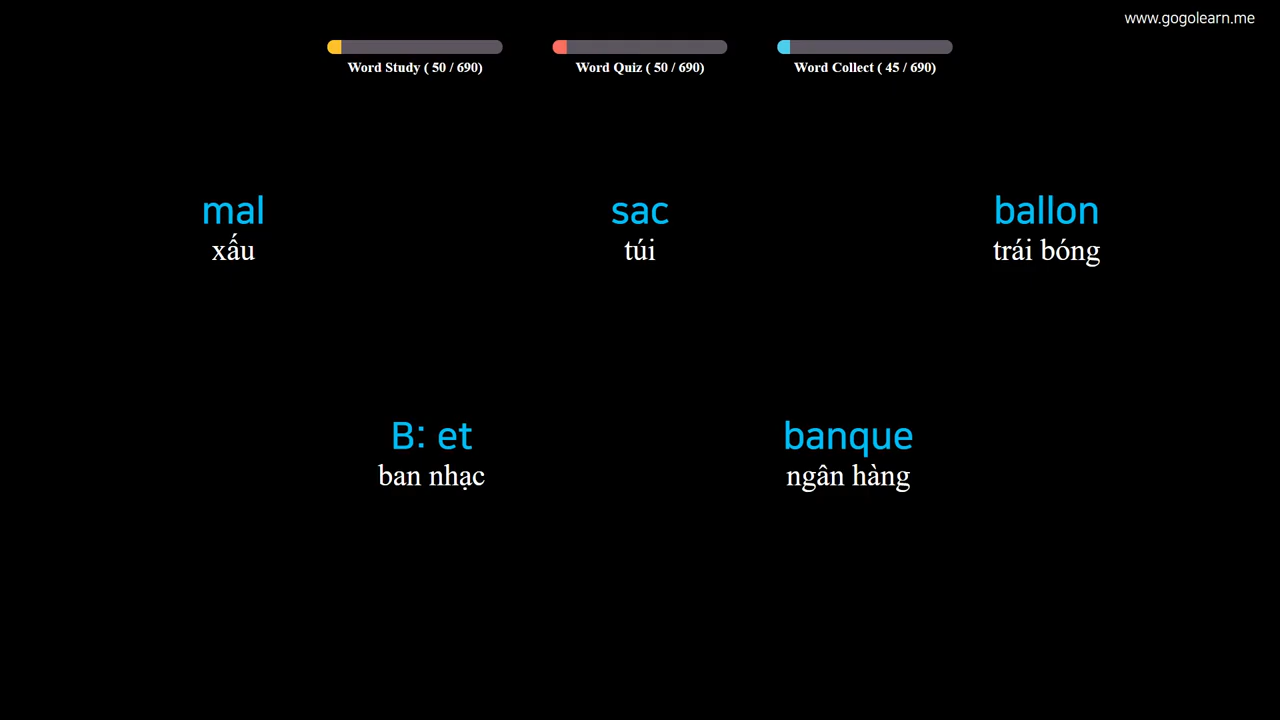 www.gogolearn.me
Word Study ( 50 / 690)
Word Quiz ( 50 / 690)
Word Collect ( 45 / 690)
mal
xấu
sac
túi
ballon
trái bóng
B: et
ban nhạc
banque
ngân hàng